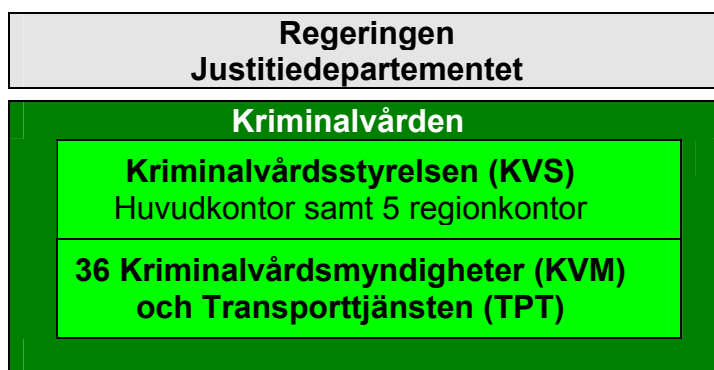 Regeringen
Justitiedepartementet
Kriminalvården
Kriminalvårdsstyrelsen (KVS)
Huvudkontor samt 5 regionkontor
36 Kriminalvårdsmyndigheter (KVM)
och Transporttjänsten (TPT)